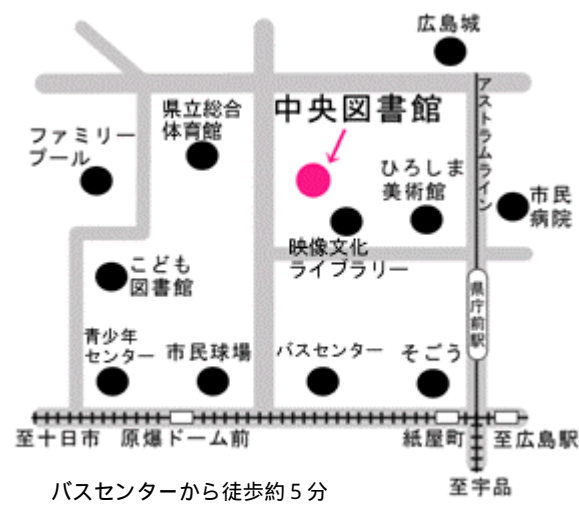 広島城
アストラムライン
中央図書館
県立総合
体育館
ファミリー
プール
ひろしま
美術館
市民
病院
映像文化
ライブラリー
こども
図書館
県庁前駅
青少年
センター
市民球場
バスセンター
そごう
至十日市
原爆ドーム前
紙屋町
至広島駅
至宇品
バスセンターから徒歩約5分